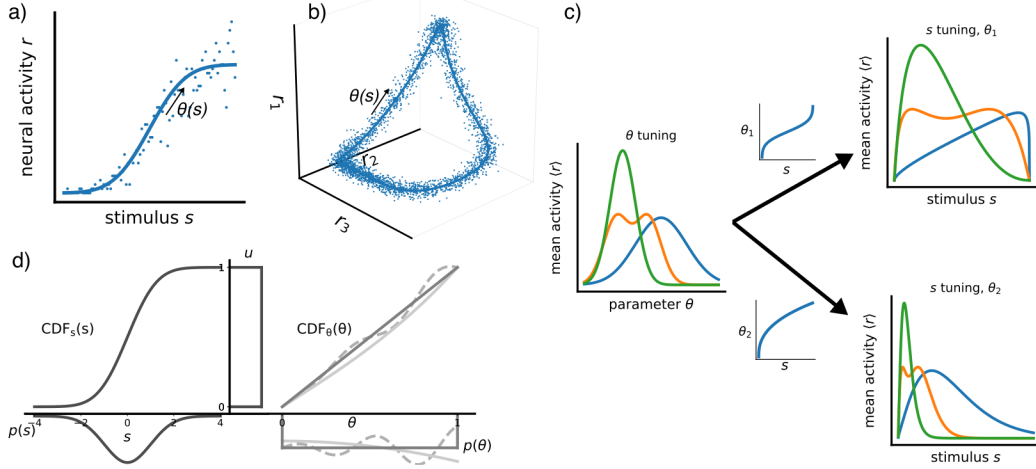 a)
neural activity r
θ(s)
stimulus s
b)
θ(s)
r1
r2
r3
c)
θ tuning
mean activity ⟨r⟩
parameter θ
θ1
s
θ2
s
s tuning, θ1
mean activity ⟨r⟩
stimulus s
s tuning, θ2
mean activity ⟨r⟩
stimulus s
d)
CDFs(s)
u
1
0
p(s)
−4
−2
0
2
4
s
CDFθ(θ)
0
θ
1
p(θ)